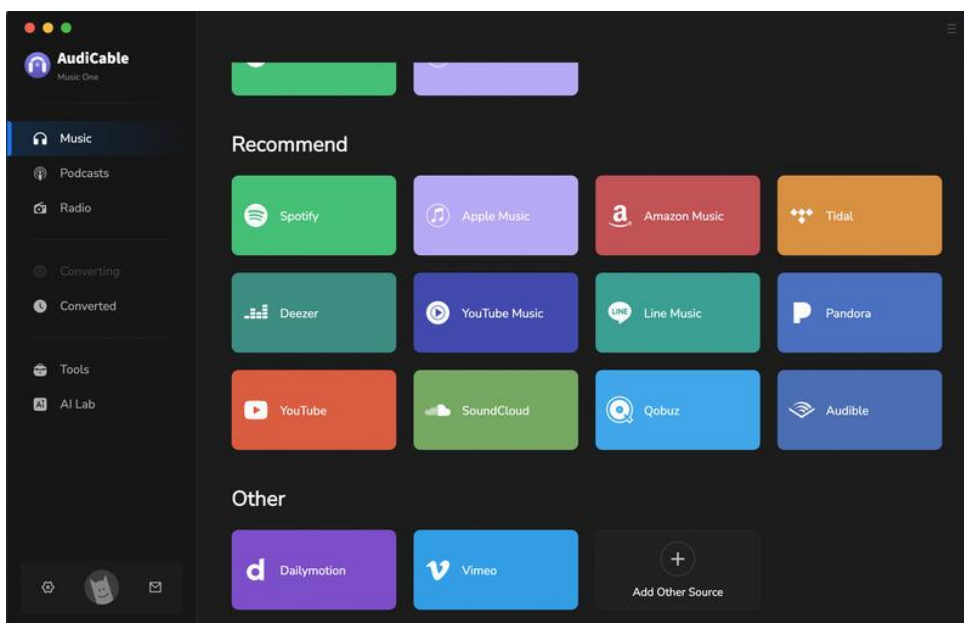 AudiCable
Music One
Music
Podcasts
Radio
Converting
Converted
Tools
AI Lab
Recommend
Spotify
Apple Music
a Amazon Music
Tidal
Deezer
YouTube Music
LINE Line Music
Pandora
YouTube
SoundCloud
Qobuz
Audible
Other
d Dailymotion
v Vimeo
Add Other Source